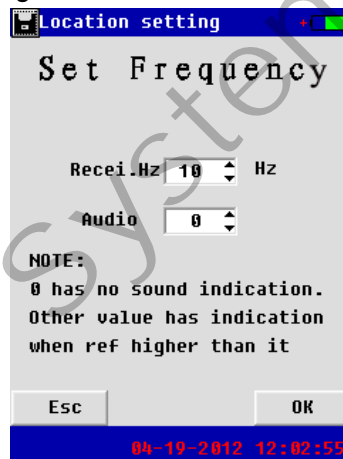 Location setting
Set Frequency
Recei.Hz 10 Hz
Audio 0
NOTE:
0 has no sound indication.
Other value has indication
when ref higher than it
Esc OK
04-19-2012 12:02:55